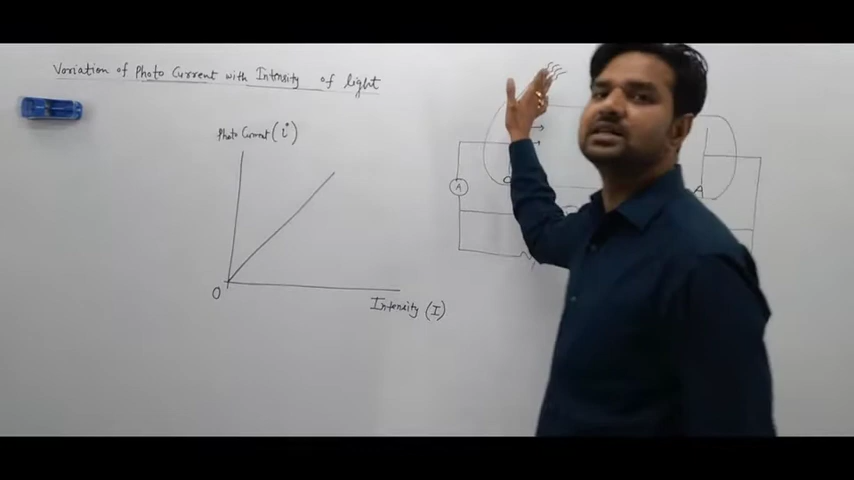 Variation of Photo Current with Intensity of light
Photo Current (i)
O
Intensity (I)
A
C
A